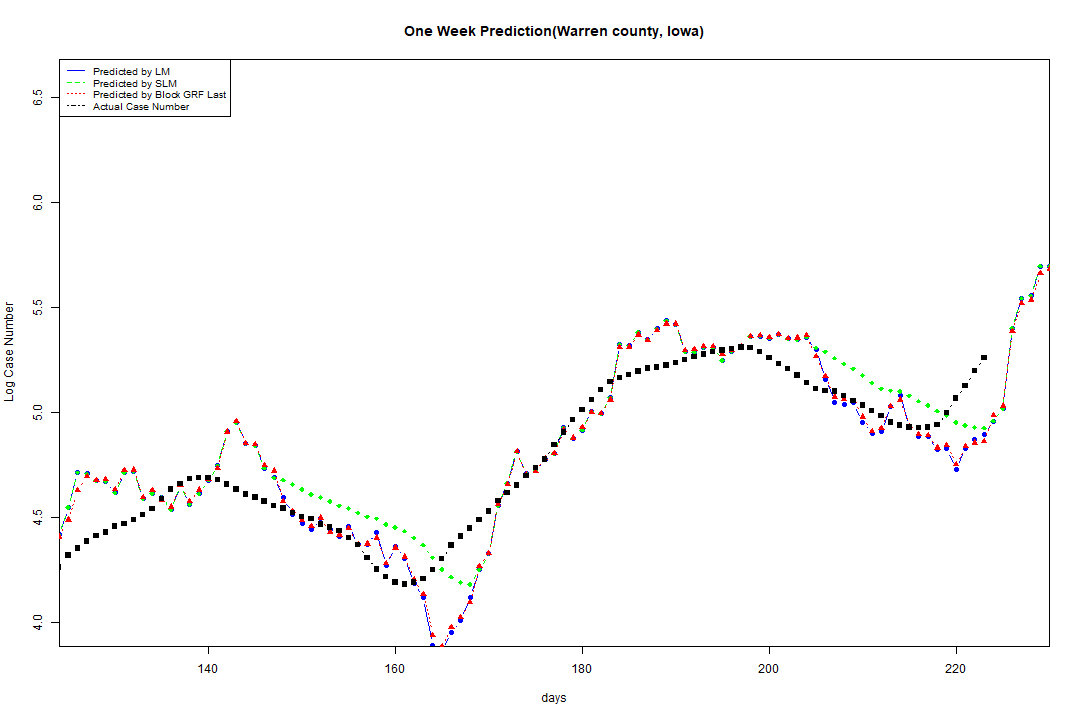 One Week Prediction(Warren county, Iowa)
Predicted by LM
Predicted by SLM
Predicted by Block GRF Last
Actual Case Number
6.5
6.0
5.5
5.0
4.5
4.0
Log Case Number
140 160 180 200 220
days